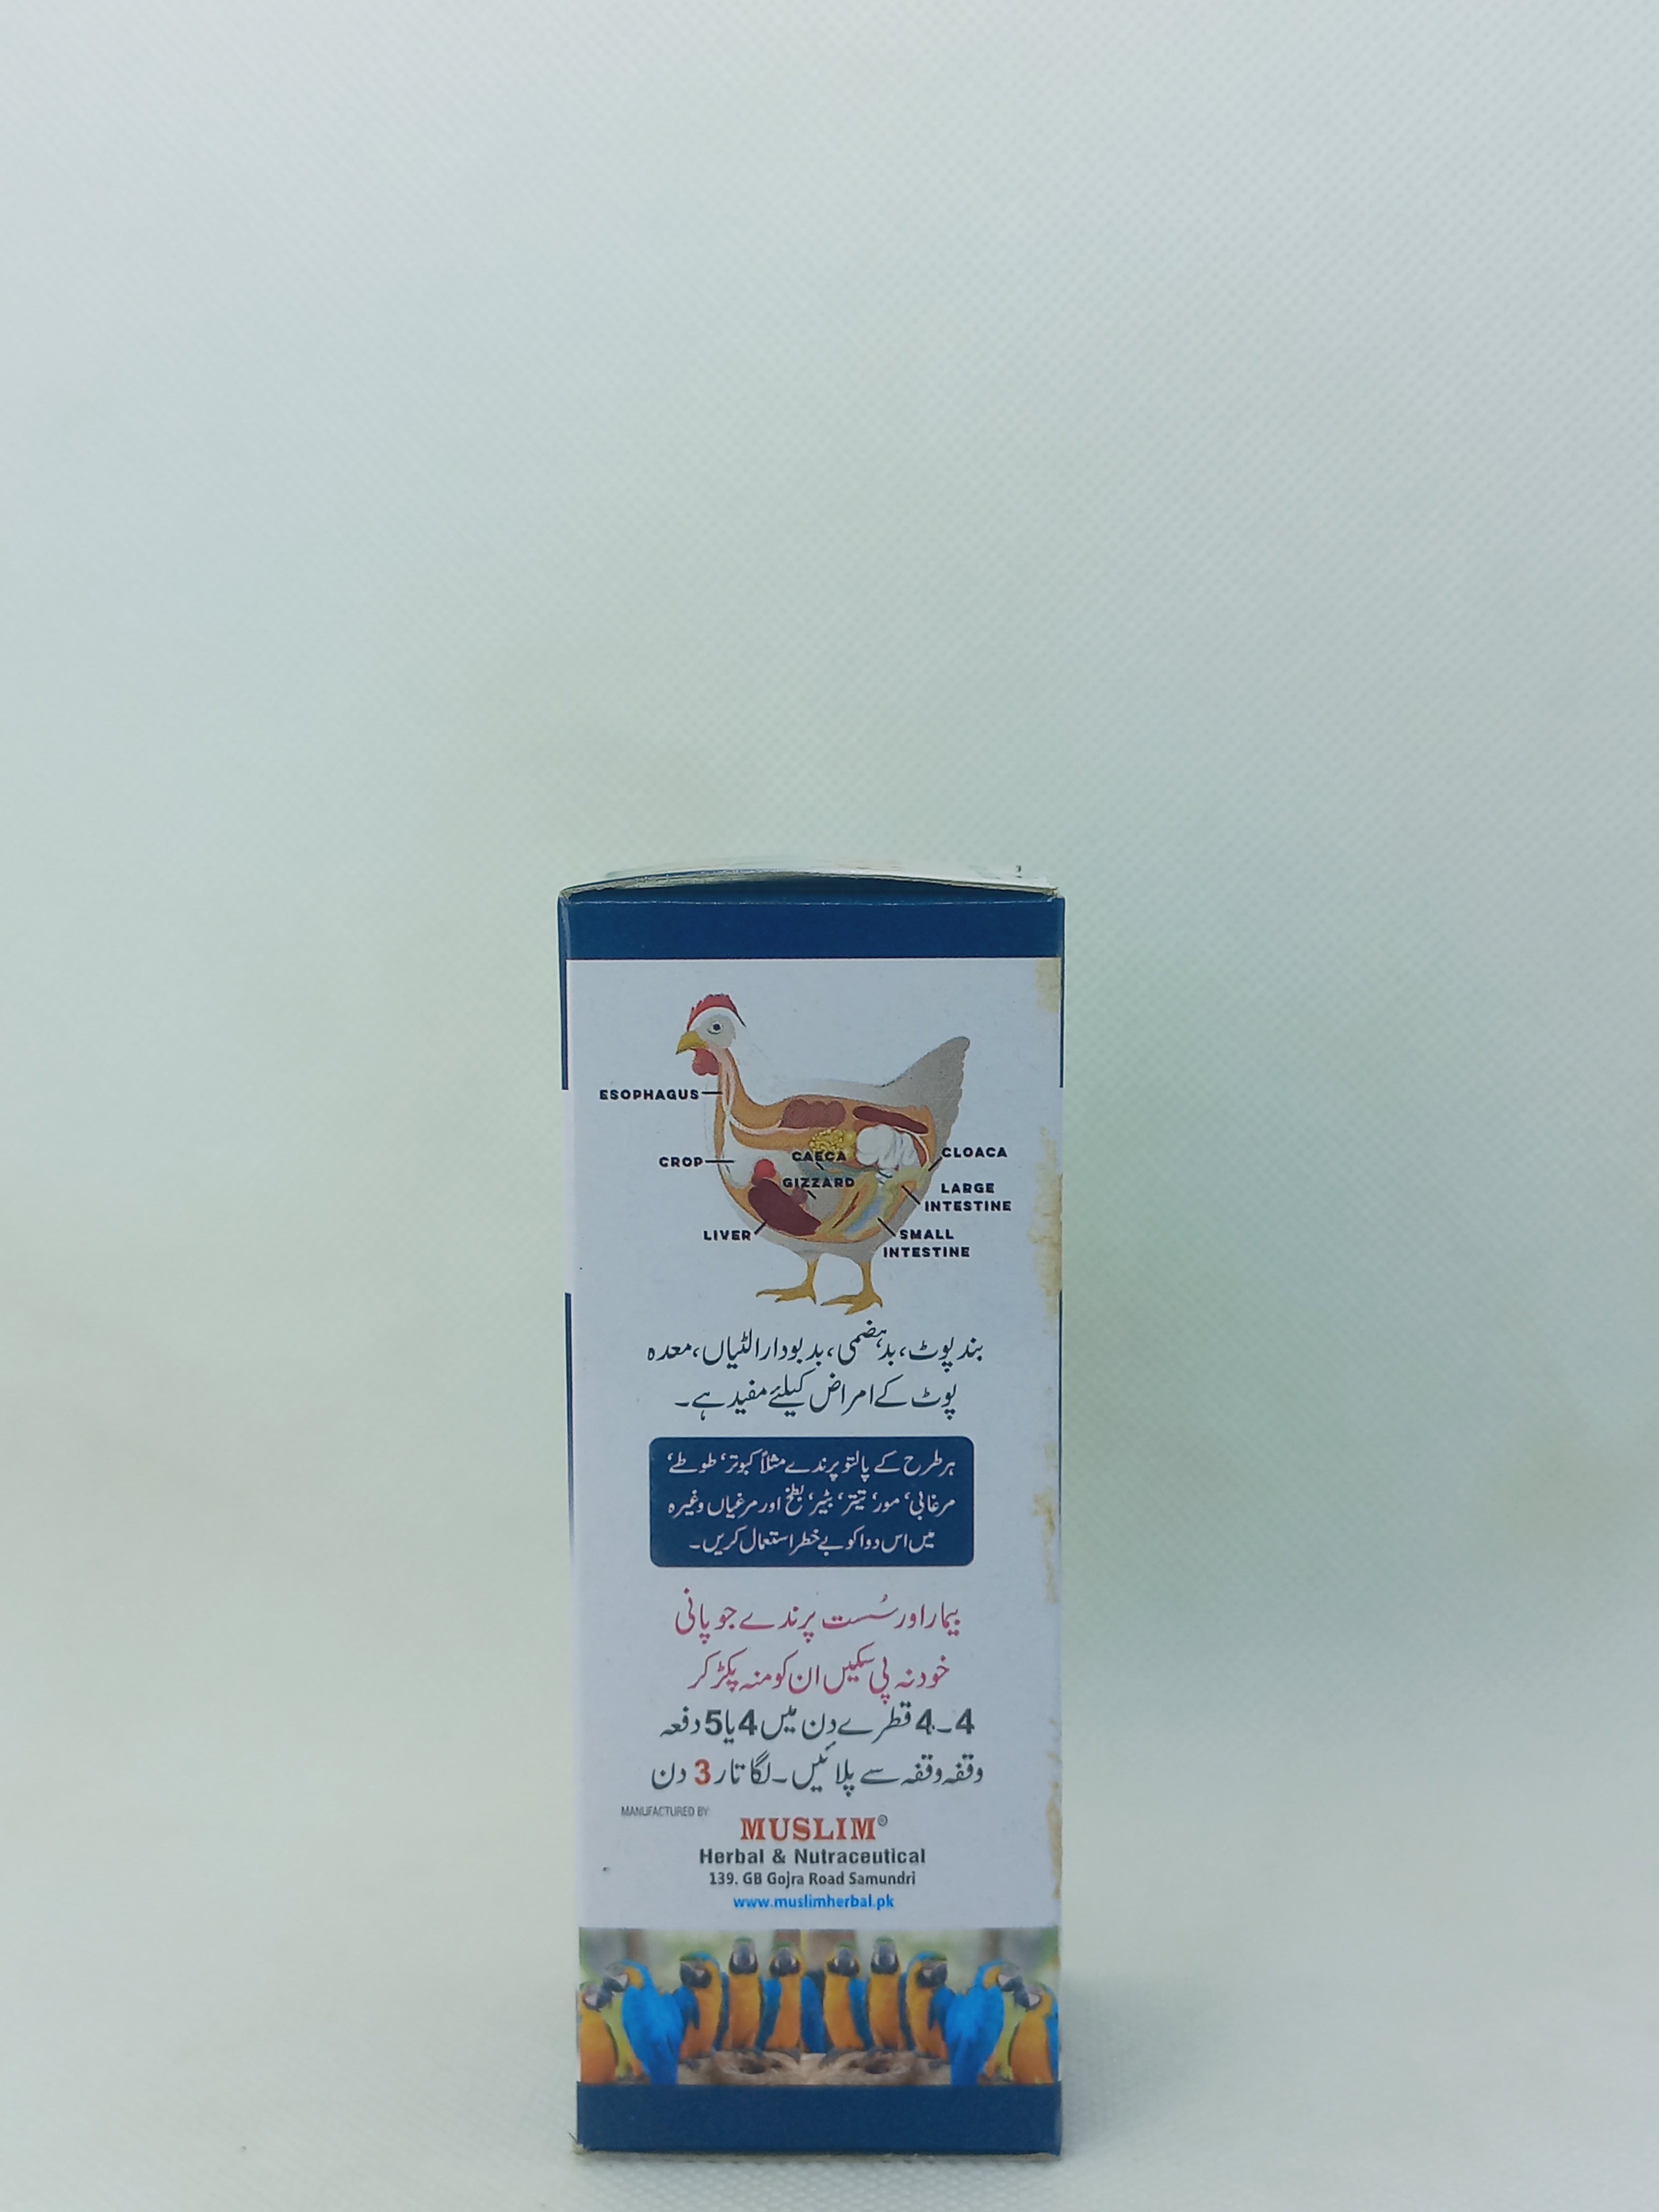 ESOPHAGUS
CROP
CAECA
GIZZARD
LIVER
CLOACA
LARGE
INTESTINE
SMALL
INTESTINE
بند پوٹ، بدہضمی، بدبودار الٹیاں، معدہ
پوٹ کے امراض کیلئے مفید ہے۔
ہر طرح کے پالتو پرندے مثلاً کبوتر‘ طوطے‘
مرغابی‘ مور‘ تیتر‘ بٹیر‘ بطخ اور مرغیاں وغیرہ
میں اس دوا کو بے خطر استعمال کریں۔
بیمار اور سُست پرندے جو پانی
خود نہ پی سکیں ان کو منہ پکڑ کر
4-4 قطرے دن میں 4 یا 5 دفعہ
وقفہ وقفہ سے پلائیں۔ لگاتار 3 دن
MANUFACTURED BY:
MUSLIM®
Herbal & Nutraceutical
139. GB Gojra Road Samundri
www.muslimherbal.pk